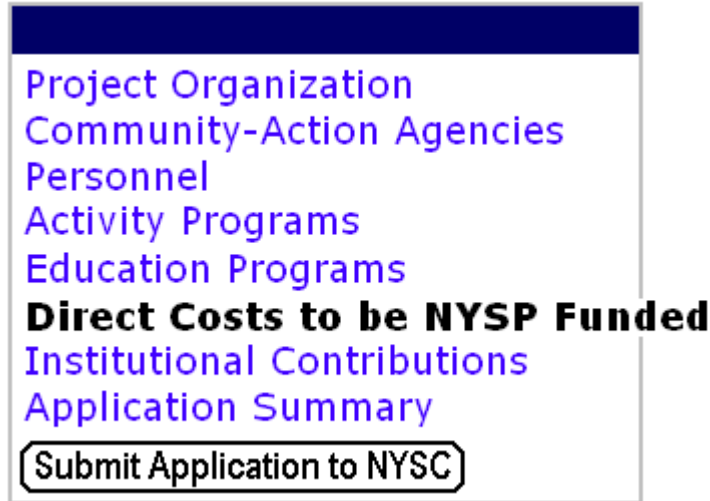 Project Organization
Community-Action Agencies
Personnel
Activity Programs
Education Programs
Direct Costs to be NYSP Funded
Institutional Contributions
Application Summary
Submit Application to NYSC